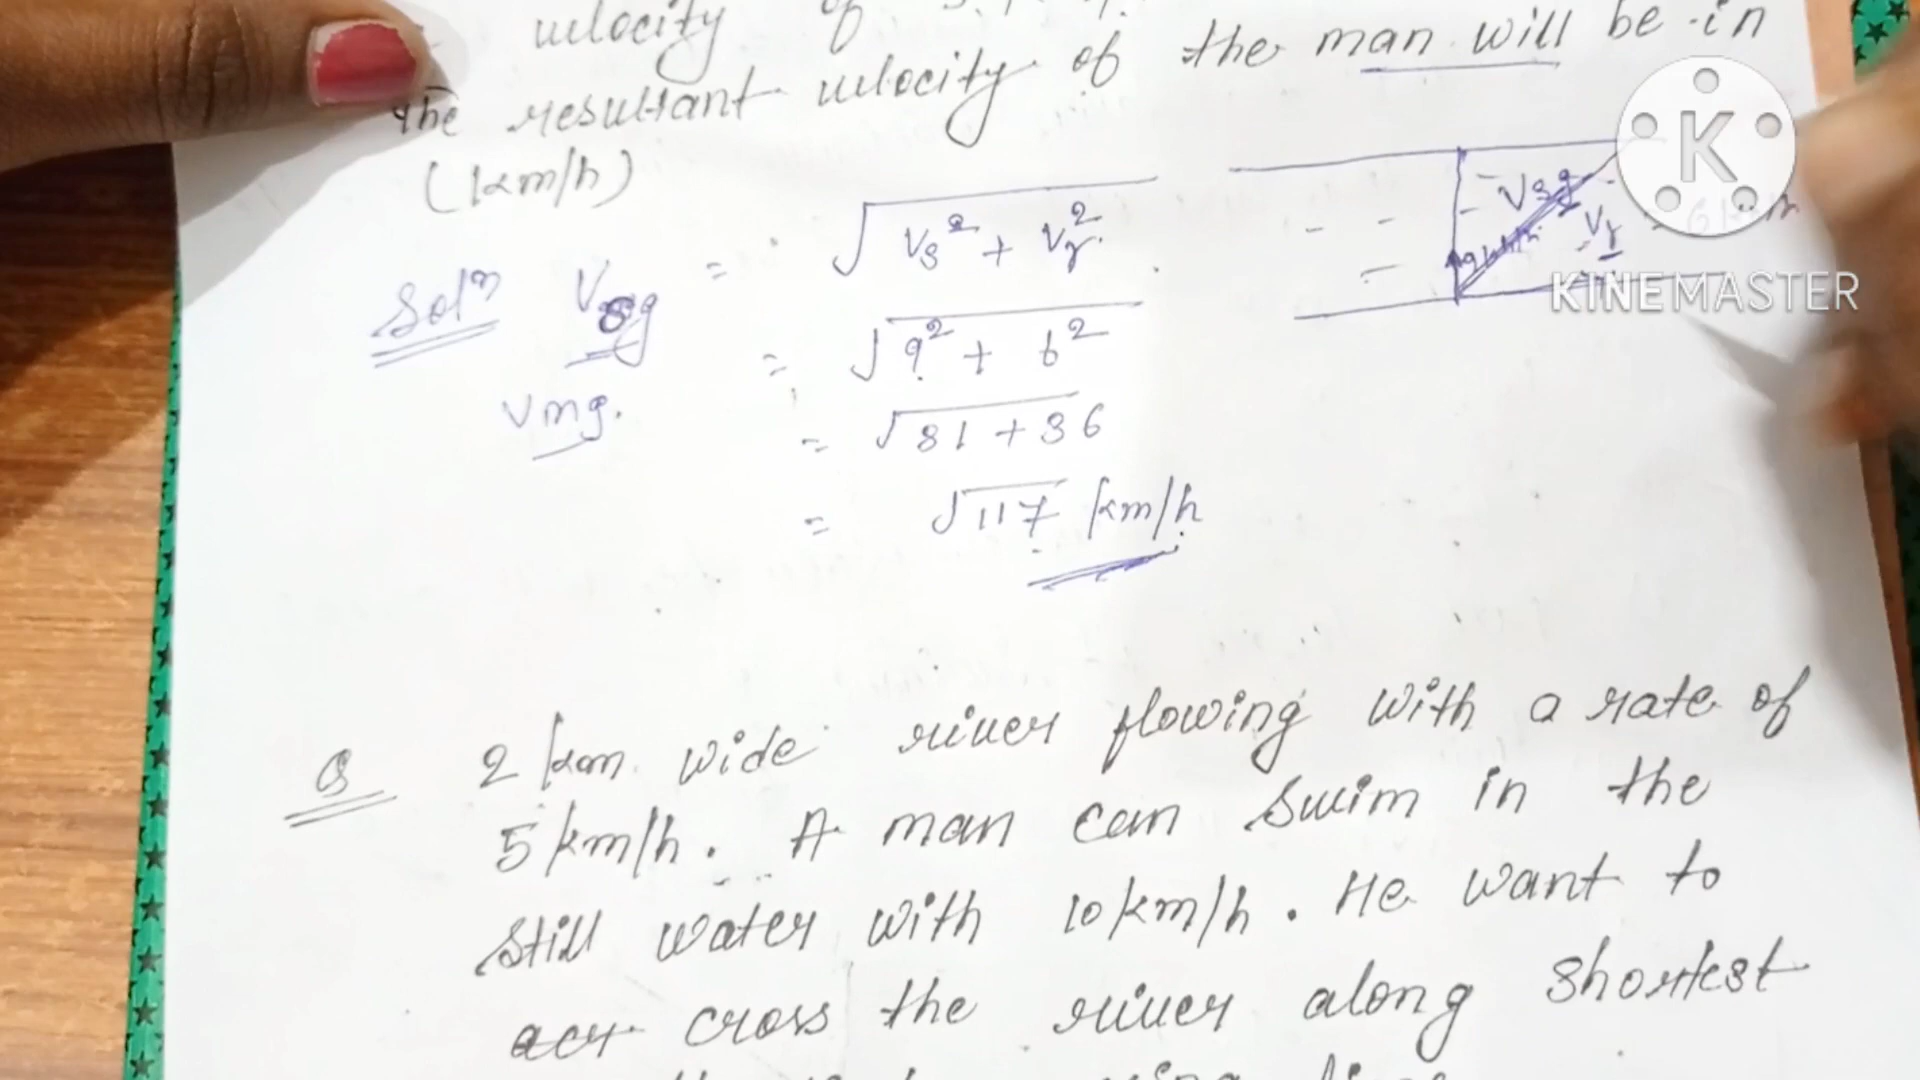 velocity of
the resultant velocity of the man will be in
(km/h)
Solⁿ Vsg = √Vs² + Vr²
= √9² + 6²
Vmg.
= √81 + 36
= √117 km/h
Vsg
Vr
K
KINEMASTER
Q 2 km wide river flowing with a rate of
5 km/h. A man can swim in the
still water with 10 km/h. He want to
cross the river along shortest